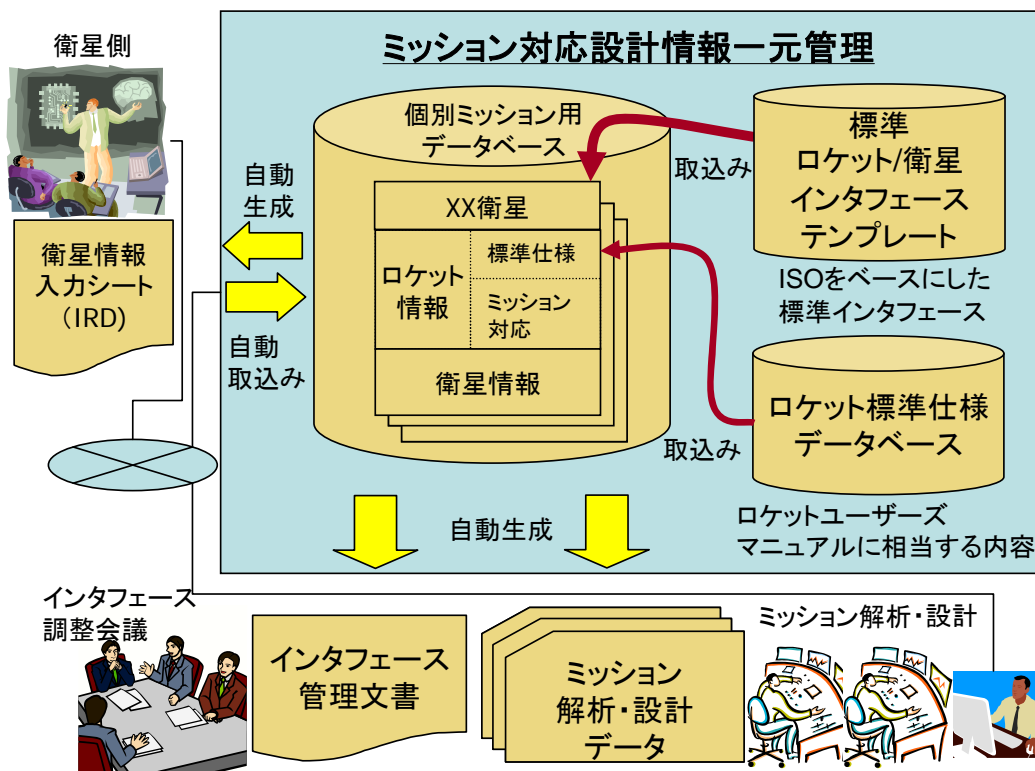 衛星側
ミッション対応設計情報一元管理
個別ミッション用
データベース
標準
ロケット/衛星
インタフェース
テンプレート
取込み
自動
生成
XX衛星
ロケット
情報
標準仕様
ミッション
対応
衛星情報
衛星情報
入力シート
(IRD)
自動
取込み
ISOをベースにした
標準インタフェース
ロケット標準仕様
データベース
取込み
ロケットユーザーズ
マニュアルに相当する内容
自動生成
インタフェース
調整会議
インタフェース
管理文書
ミッション
解析・設計
データ
ミッション解析・設計